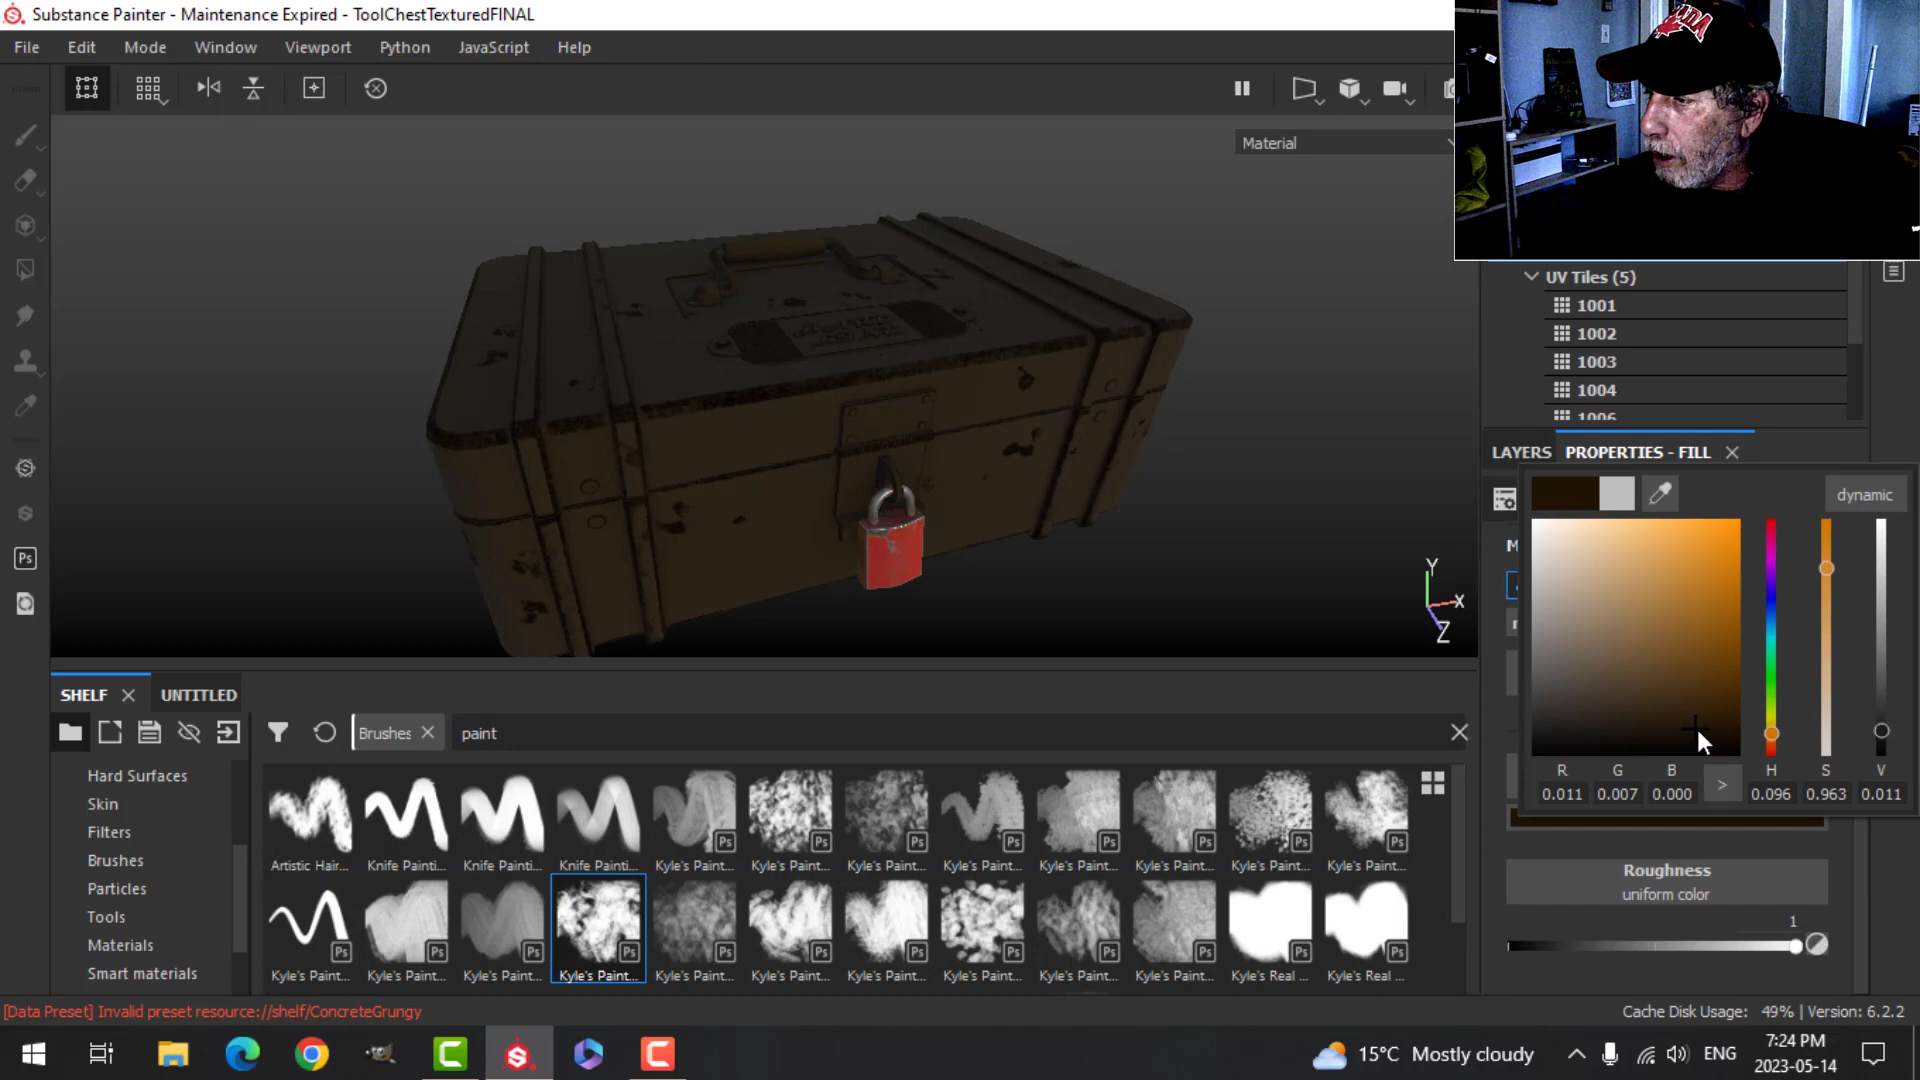 Substance Painter - Maintenance Expired - ToolChestTexturedFINAL
File Edit Mode Window Viewport Python JavaScript Help
Material
UV Tiles (5)
1001
1002
1003
1004
1006
LAYERS PROPERTIES - FILL
dynamic
R G B > H S V
0.011 0.007 0.000 0.096 0.963 0.011
Y
X
Z
Roughness
uniform color
1
SHELF UNTITLED
Brushes paint
Hard Surfaces
Skin
Filters
Brushes
Particles
Tools
Materials
Smart materials
Artistic Hair... Knife Painti... Knife Painti... Knife Painti... Kyle's Paint... Kyle's Paint... Kyle's Paint... Kyle's Paint... Kyle's Paint... Kyle's Paint... Kyle's Paint... Kyle's Paint...
Kyle's Paint... Kyle's Paint... Kyle's Paint... Kyle's Paint... Kyle's Paint... Kyle's Paint... Kyle's Paint... Kyle's Paint... Kyle's Paint... Kyle's Paint... Kyle's Real ... Kyle's Real ...
[Data Preset] Invalid preset resource://shelf/ConcreteGrungy
Cache Disk Usage: 49% | Version: 6.2.2
15°C Mostly cloudy
ENG
7:24 PM
2023-05-14